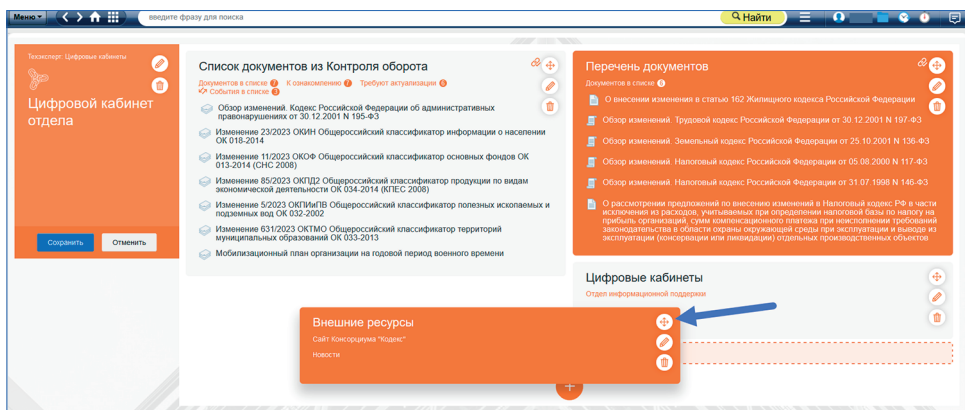 Меню
введите фразу для поиска
Найти
Техэксперт: Цифровые кабинеты
Цифровой кабинет
отдела
Сохранить
Отменить
Список документов из Контроля оборота
Документов в списке 7 К ознакомлению 7 Требуют актуализации 6
События в списке 3
Обзор изменений. Кодекс Российской Федерации об административных
правонарушениях от 30.12.2001 N 195-ФЗ
Изменение 23/2023 ОКИН Общероссийский классификатор информации о населении
ОК 018-2014
Изменение 11/2023 ОКОФ Общероссийский классификатор основных фондов ОК
013-2014 (СНС 2008)
Изменение 85/2023 ОКПД2 Общероссийский классификатор продукции по видам
экономической деятельности ОК 034-2014 (КПЕС 2008)
Изменение 5/2023 ОКПИиПВ Общероссийский классификатор полезных ископаемых и
подземных вод ОК 032-2002
Изменение 631/2023 ОКТМО Общероссийский классификатор территорий
муниципальных образований ОК 033-2013
Мобилизационный план организации на годовой период военного времени
Перечень документов
Документов в списке 6
О внесении изменения в статью 162 Жилищного кодекса Российской Федерации
Обзор изменений. Трудовой кодекс Российской Федерации от 30.12.2001 N 197-ФЗ
Обзор изменений. Земельный кодекс Российской Федерации от 25.10.2001 N 136-ФЗ
Обзор изменений. Налоговый кодекс Российской Федерации от 05.08.2000 N 117-ФЗ
Обзор изменений. Налоговый кодекс Российской Федерации от 31.07.1998 N 146-ФЗ
О рассмотрении предложений по внесению изменений в Налоговый кодекс РФ в части
исключения из расходов, учитываемых при определении налоговой базы по налогу на
прибыль организаций, сумм компенсационного платежа при неисполнении требований
законодательства в области охраны окружающей среды при эксплуатации и выводе из
эксплуатации (консервации или ликвидации) отдельных производственных объектов
Цифровые кабинеты
Отдел информационной поддержки
Внешние ресурсы
Сайт Консорциума "Кодекс"
Новости